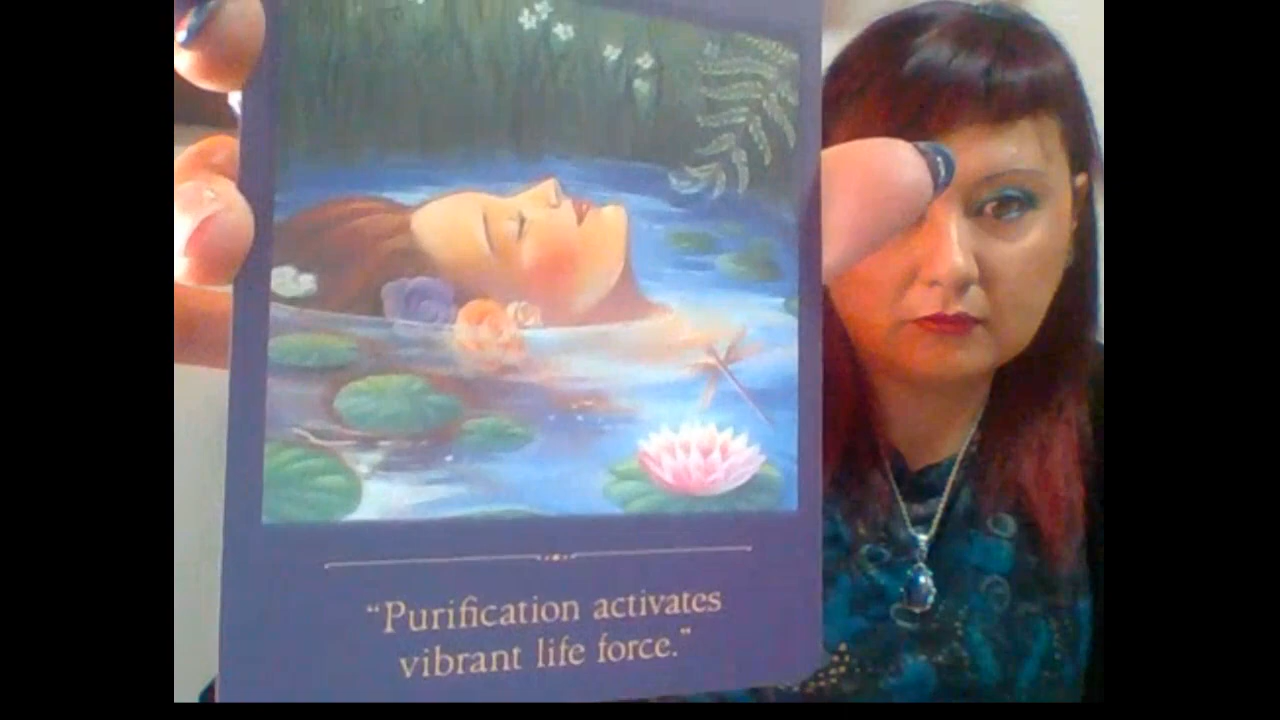 “Purification activates
vibrant life force.”